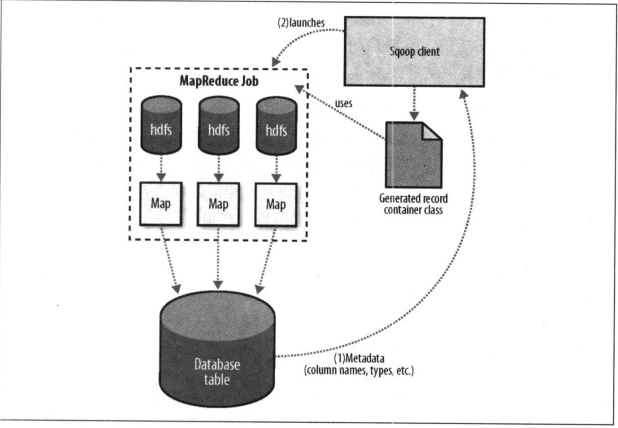 (2)launches
Sqoop client
MapReduce Job
uses
hdfs
hdfs
hdfs
Map
Map
Map
Generated record
container class
Database
table
(1)Metadata
(column names, types, etc.)